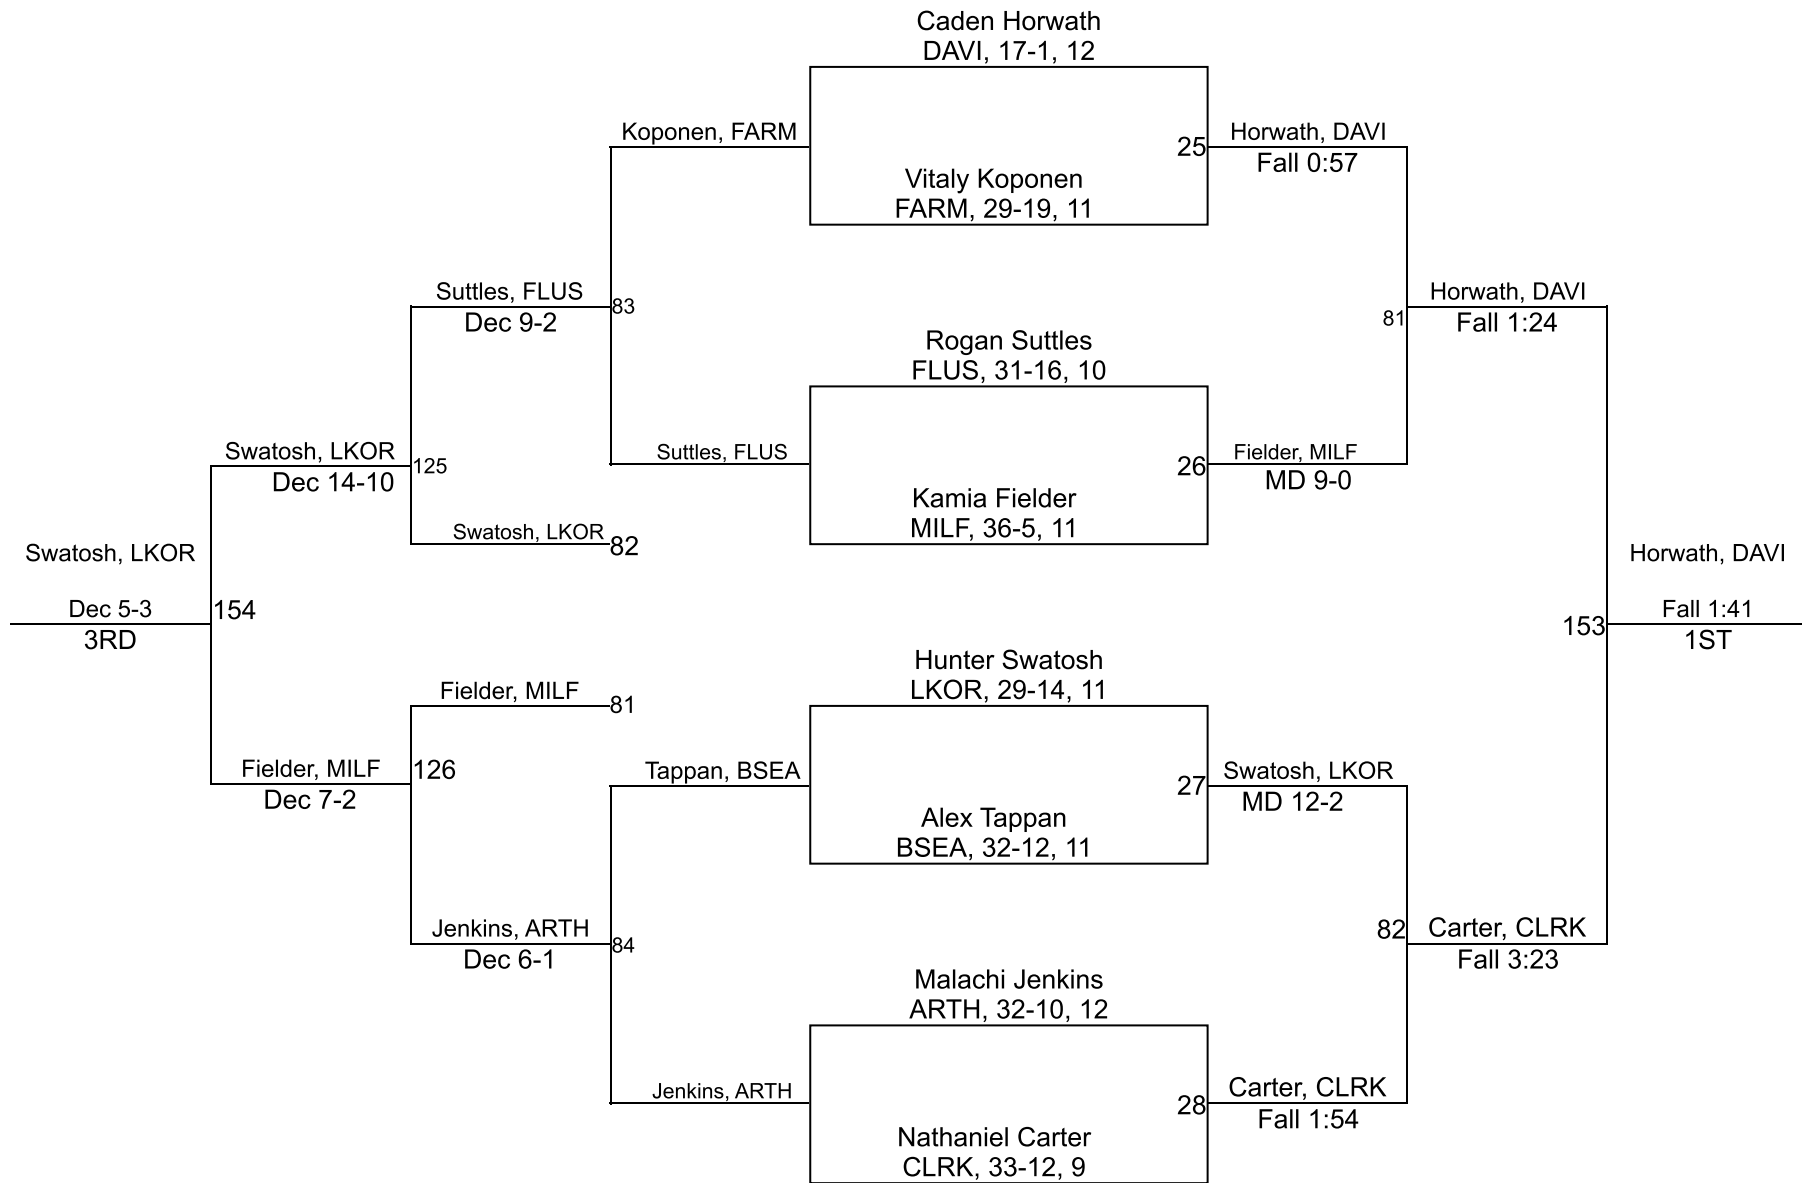 Caden Horwath
DAVI, 17-1, 12
Koponen, FARM
25
Horwath, DAVI
Fall 0:57
Vitaly Koponen
FARM, 29-19, 11
Suttles, FLUS
Dec 9-2
83
81
Horwath, DAVI
Fall 1:24
Rogan Suttles
FLUS, 31-16, 10
Swatosh, LKOR
Dec 14-10
125
Suttles, FLUS
26
Fielder, MILF
MD 9-0
Kamia Fielder
MILF, 36-5, 11
Swatosh, LKOR
82
Swatosh, LKOR
Dec 5-3
3RD
154
Horwath, DAVI
153
Fall 1:41
1ST
Hunter Swatosh
LKOR, 29-14, 11
Fielder, MILF
81
Fielder, MILF
Dec 7-2
126
Tappan, BSEA
27
Swatosh, LKOR
MD 12-2
Alex Tappan
BSEA, 32-12, 11
Jenkins, ARTH
Dec 6-1
84
82
Carter, CLRK
Fall 3:23
Malachi Jenkins
ARTH, 32-10, 12
Jenkins, ARTH
28
Carter, CLRK
Fall 1:54
Nathaniel Carter
CLRK, 33-12, 9